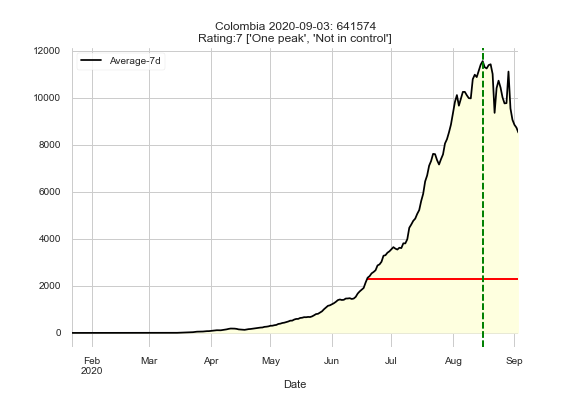 Colombia 2020-09-03: 641574
Rating:7 ['One peak', 'Not in control']
Average-7d
12000
10000
8000
6000
4000
2000
0
Feb Mar Apr May Jun Jul Aug Sep
2020
Date